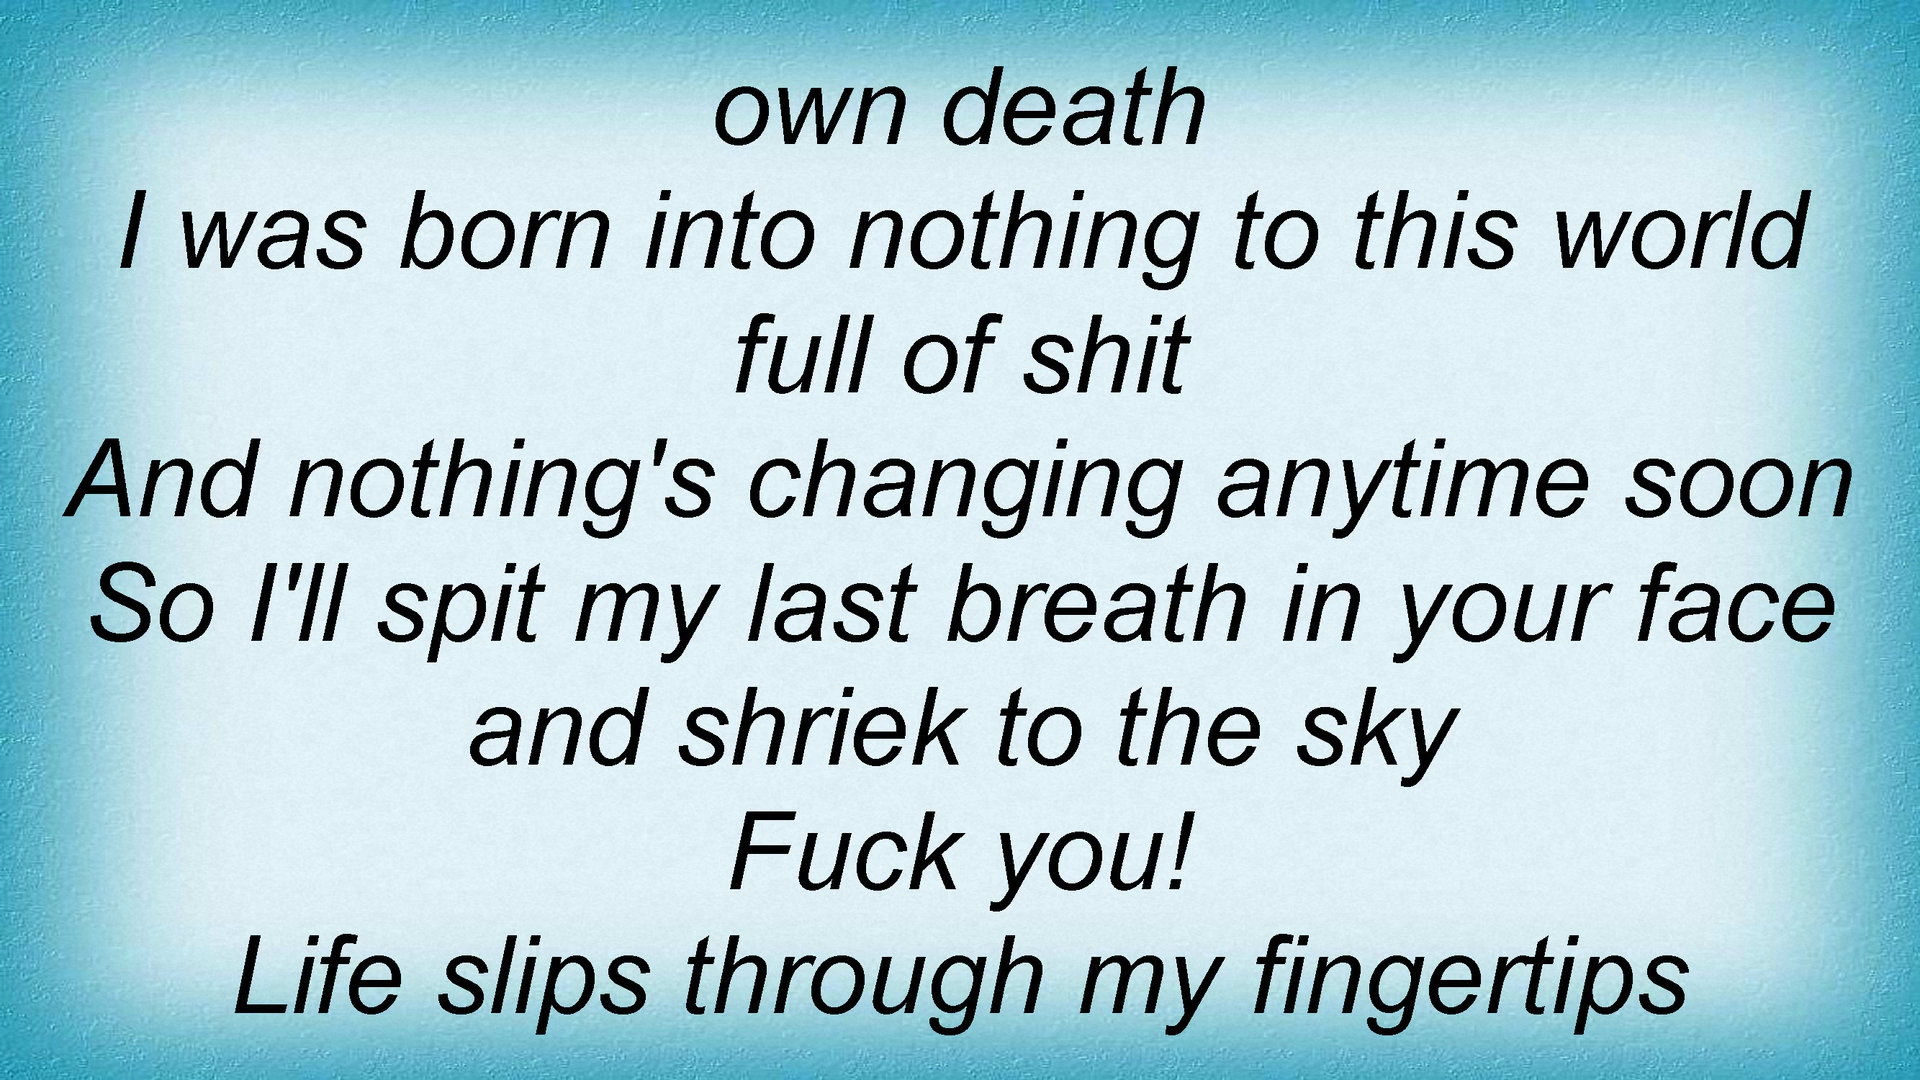 own death
I was born into nothing to this world
full of shit
And nothing's changing anytime soon
So I'll spit my last breath in your face
and shriek to the sky
Fuck you!
Life slips through my fingertips